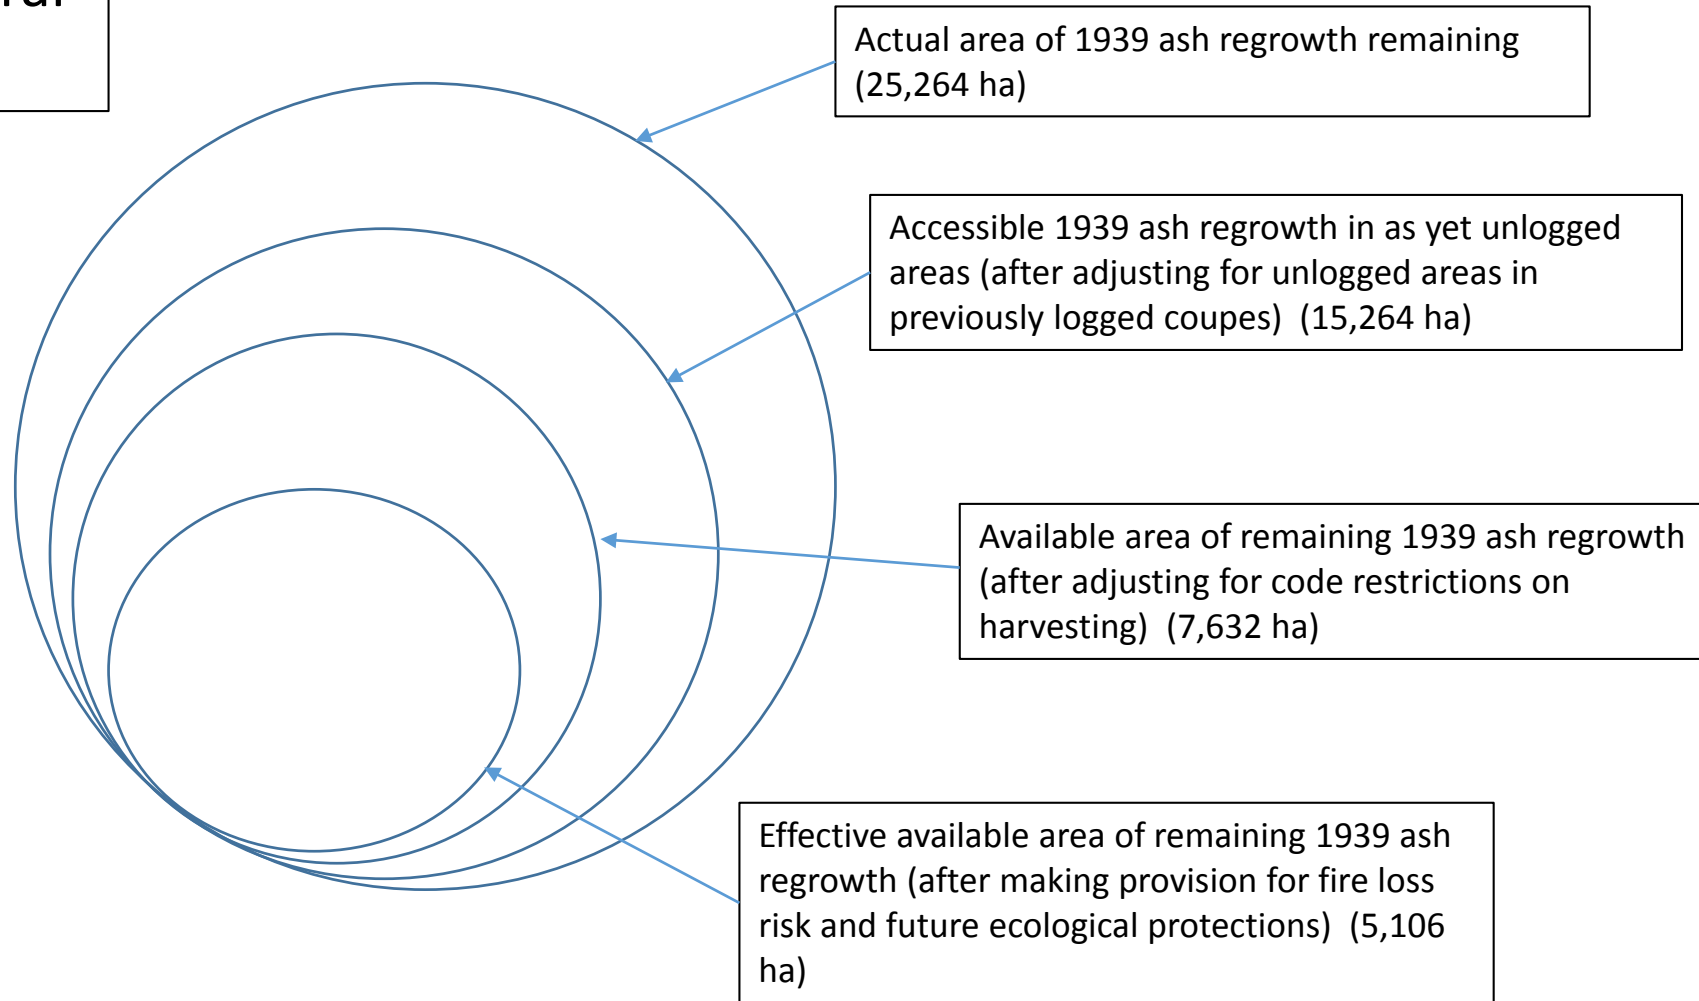 Actual area of 1939 ash regrowth remaining
(25,264 ha)
Accessible 1939 ash regrowth in as yet unlogged
areas (after adjusting for unlogged areas in
previously logged coupes)  (15,264 ha)
Available area of remaining 1939 ash regrowth
(after adjusting for code restrictions on
harvesting)  (7,632 ha)
Effective available area of remaining 1939 ash
regrowth (after making provision for fire loss
risk and future ecological protections)  (5,106
ha)